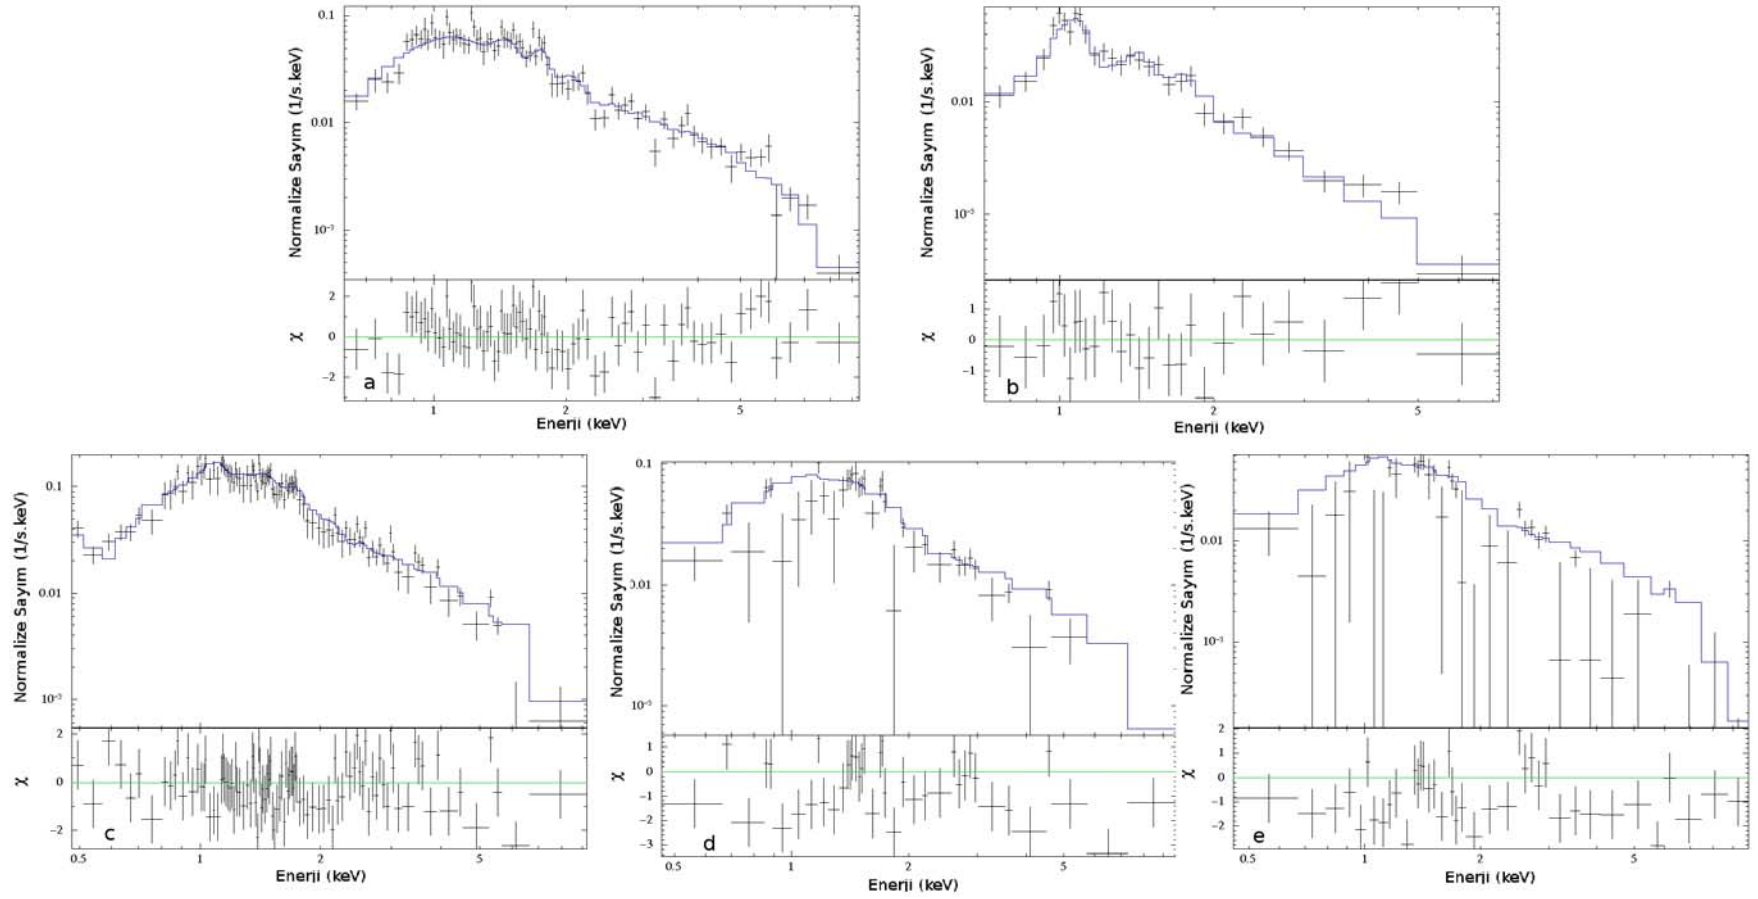 0.1
0.01
10⁻³
Normalize Sayım (1/s.keV)
2
0
−2
χ
a
1 2 5
Enerji (keV)
0.01
10⁻³
Normalize Sayım (1/s.keV)
1
0
−1
χ
b
1 2 5
Enerji (keV)
0.1
0.01
10⁻³
Normalize Sayım (1/s.keV)
2
0
−2
χ
c
0.5 1 2 5
Enerji (keV)
0.1
0.01
10⁻³
Normalize Sayım (1/s.keV)
1
0
−1
−2
−3
χ
d
0.5 1 2 5
Enerji (keV)
0.01
10⁻³
Normalize Sayım (1/s.keV)
2
1
0
−1
−2
χ
e
0.5 1 2 5
Enerji (keV)